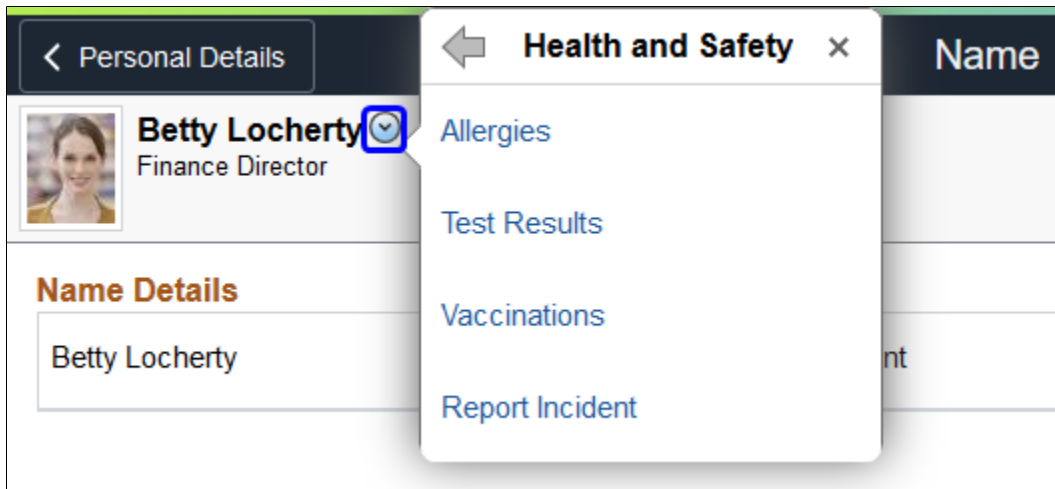 Personal Details
Health and Safety
Name
Betty Locherty
Finance Director
Allergies
Test Results
Name Details
Vaccinations
Betty Locherty
nt
Report Incident